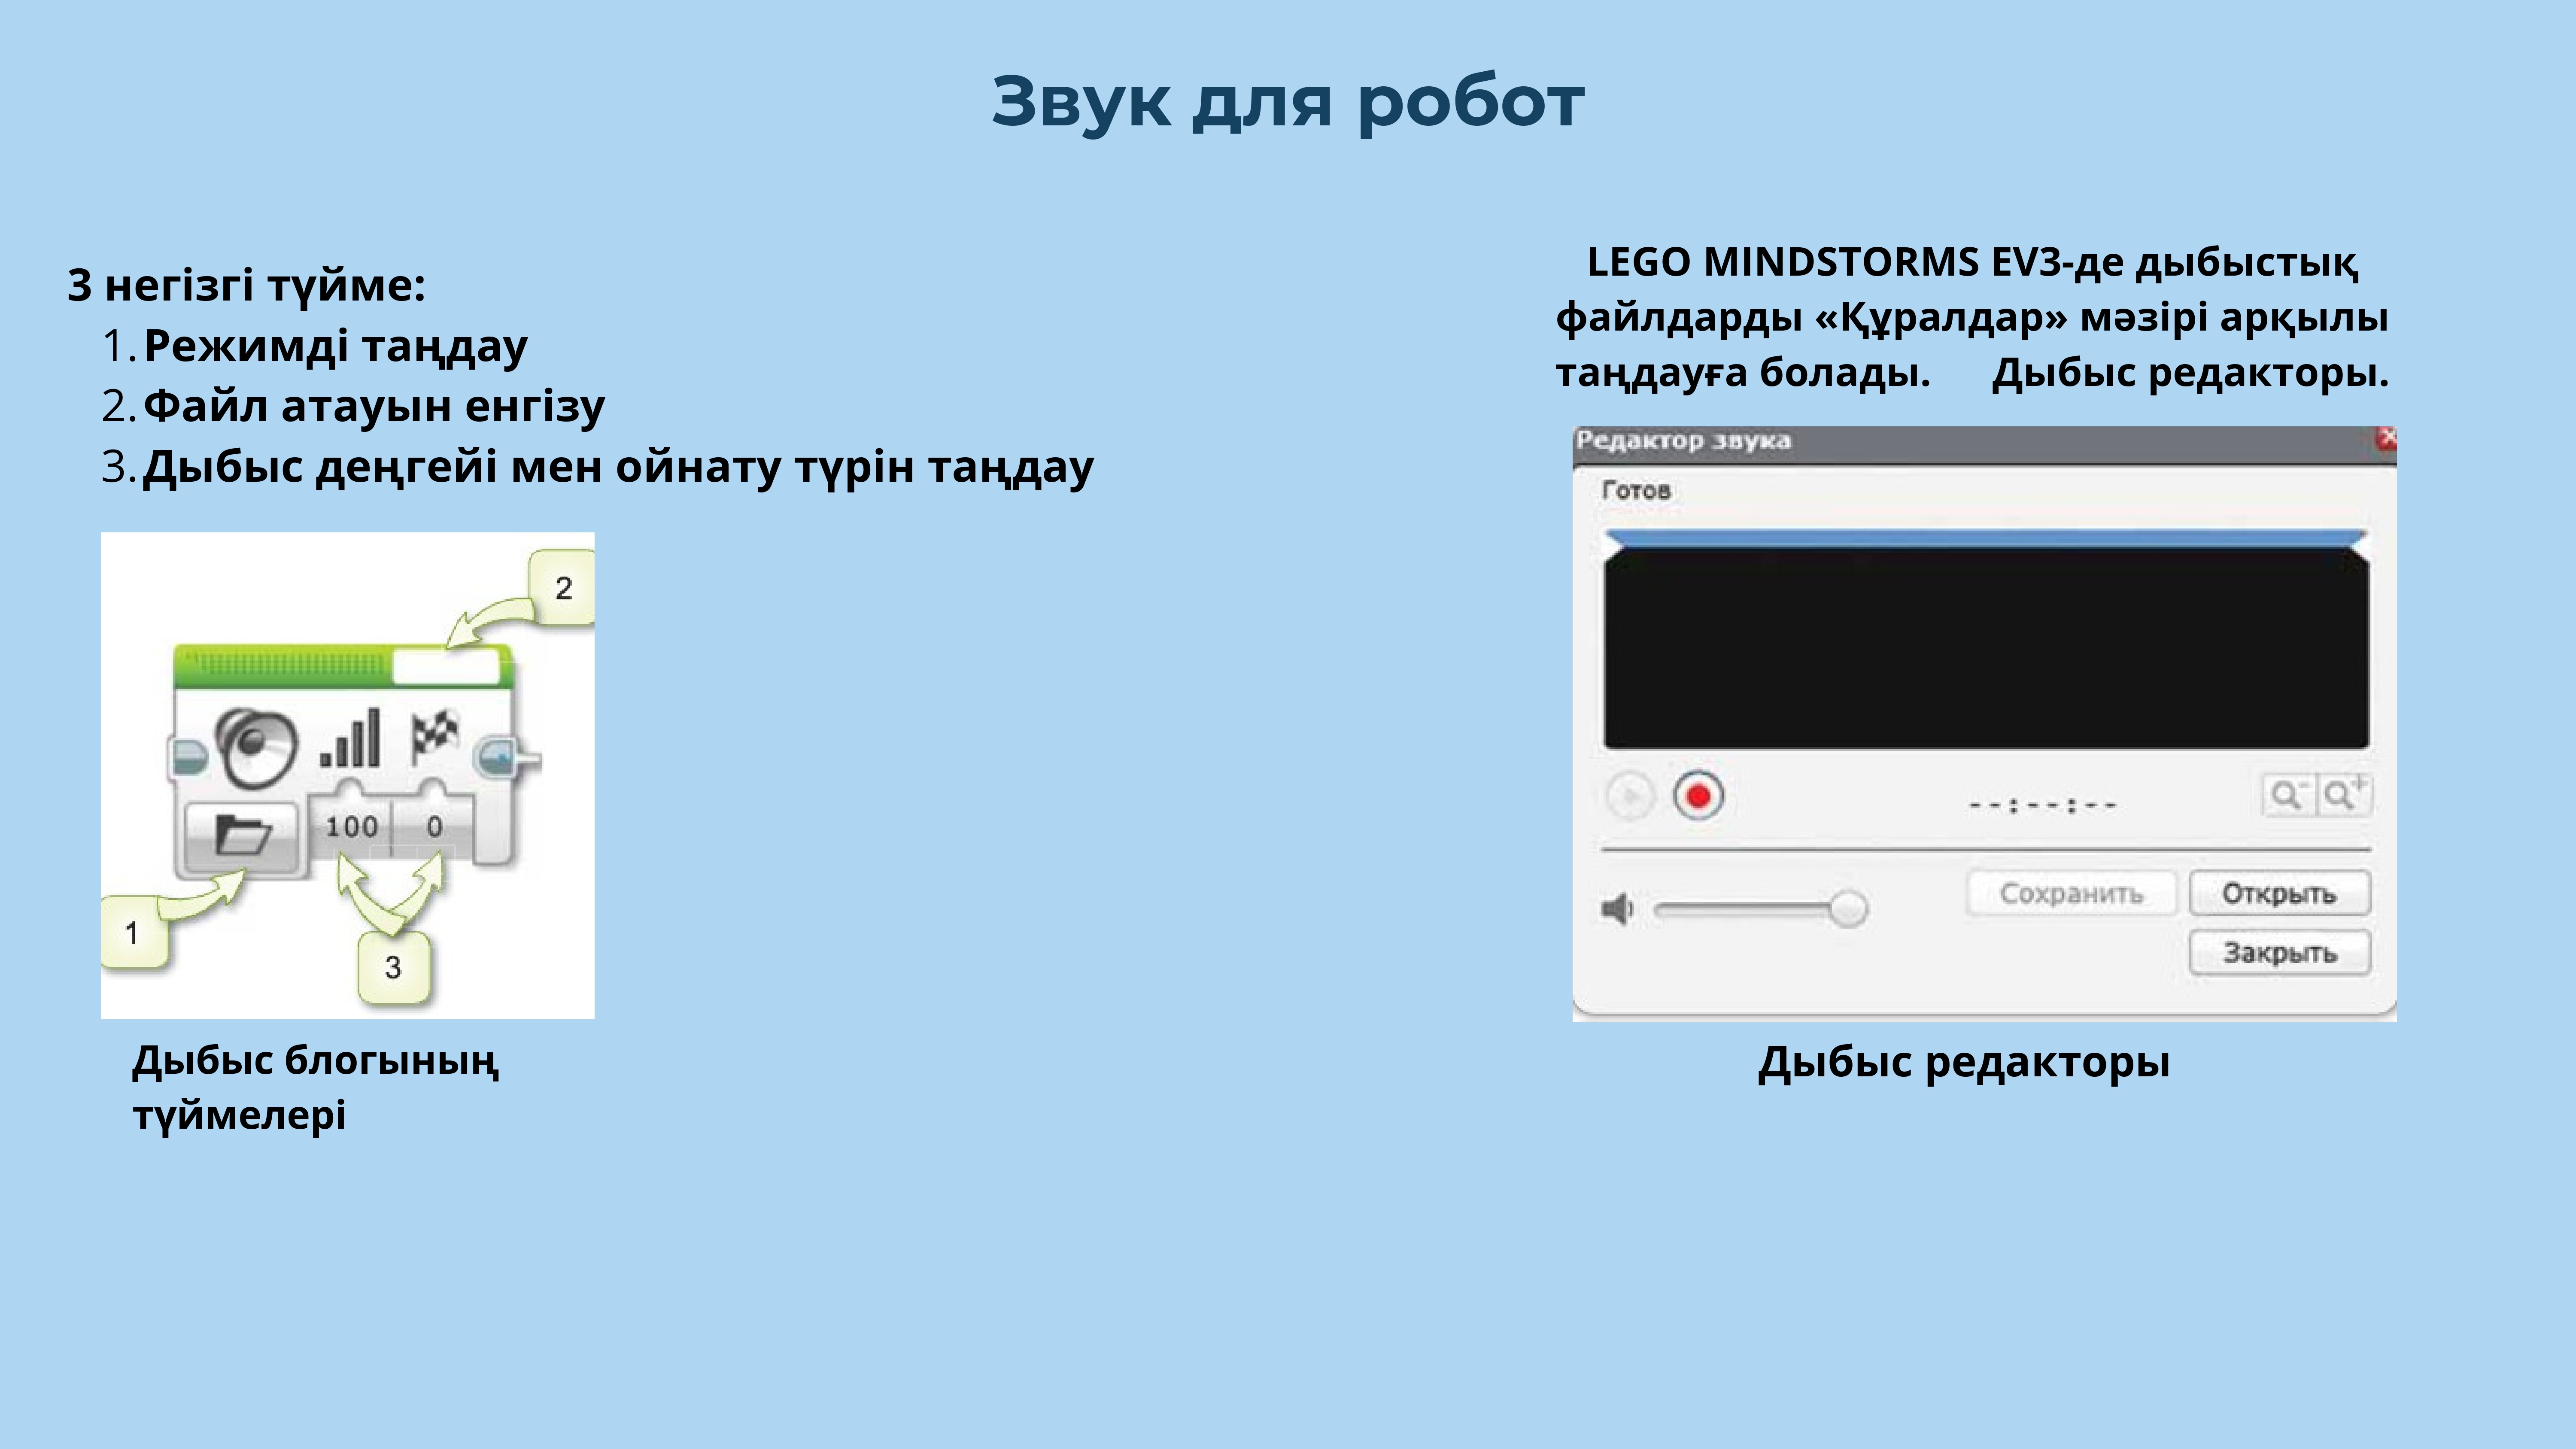 Звук для робот
3 негізгі түйме:
1. Режимді таңдау
2. Файл атауын енгізу
3. Дыбыс деңгейі мен ойнату түрін таңдау
2
100 0
1
3
Дыбыс блогының
түймелері
LEGO MINDSTORMS EV3-де дыбыстық
файлдарды «Құралдар» мәзірі арқылы
таңдауға болады. Дыбыс редакторы.
Редактор звука
Готов
--:--:--
Сохранить Открыть
Закрыть
Дыбыс редакторы